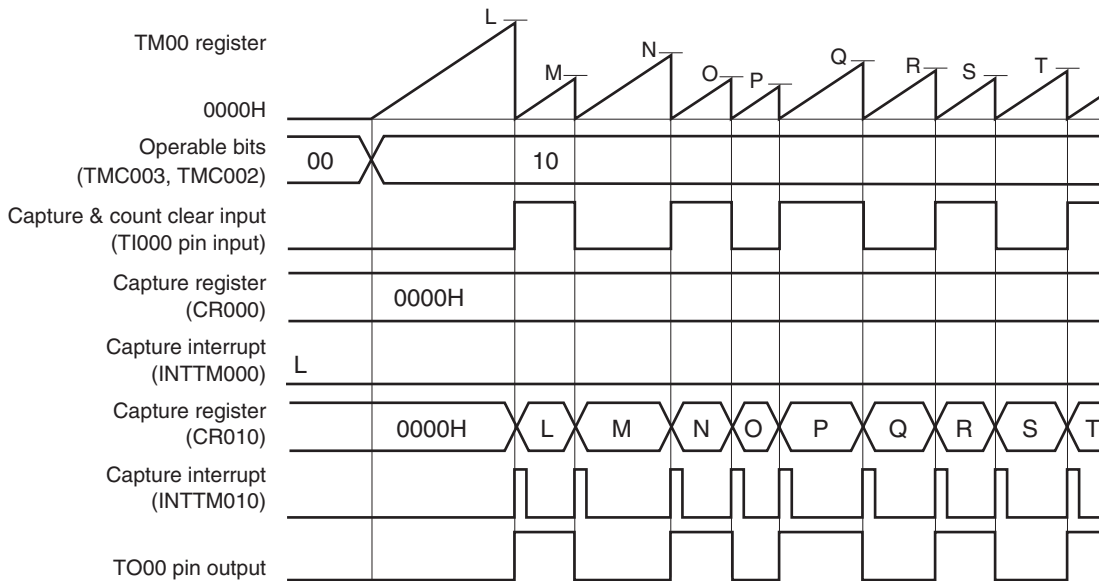 TM00 register
0000H
L
M
N
O
P
Q
R
S
T
Operable bits
(TMC003, TMC002)
00
10
Capture & count clear input
(TI000 pin input)
Capture register
(CR000)
0000H
Capture interrupt
(INTTM000)
L
Capture register
(CR010)
0000H L M N O P Q R S T
Capture interrupt
(INTTM010)
TO00 pin output